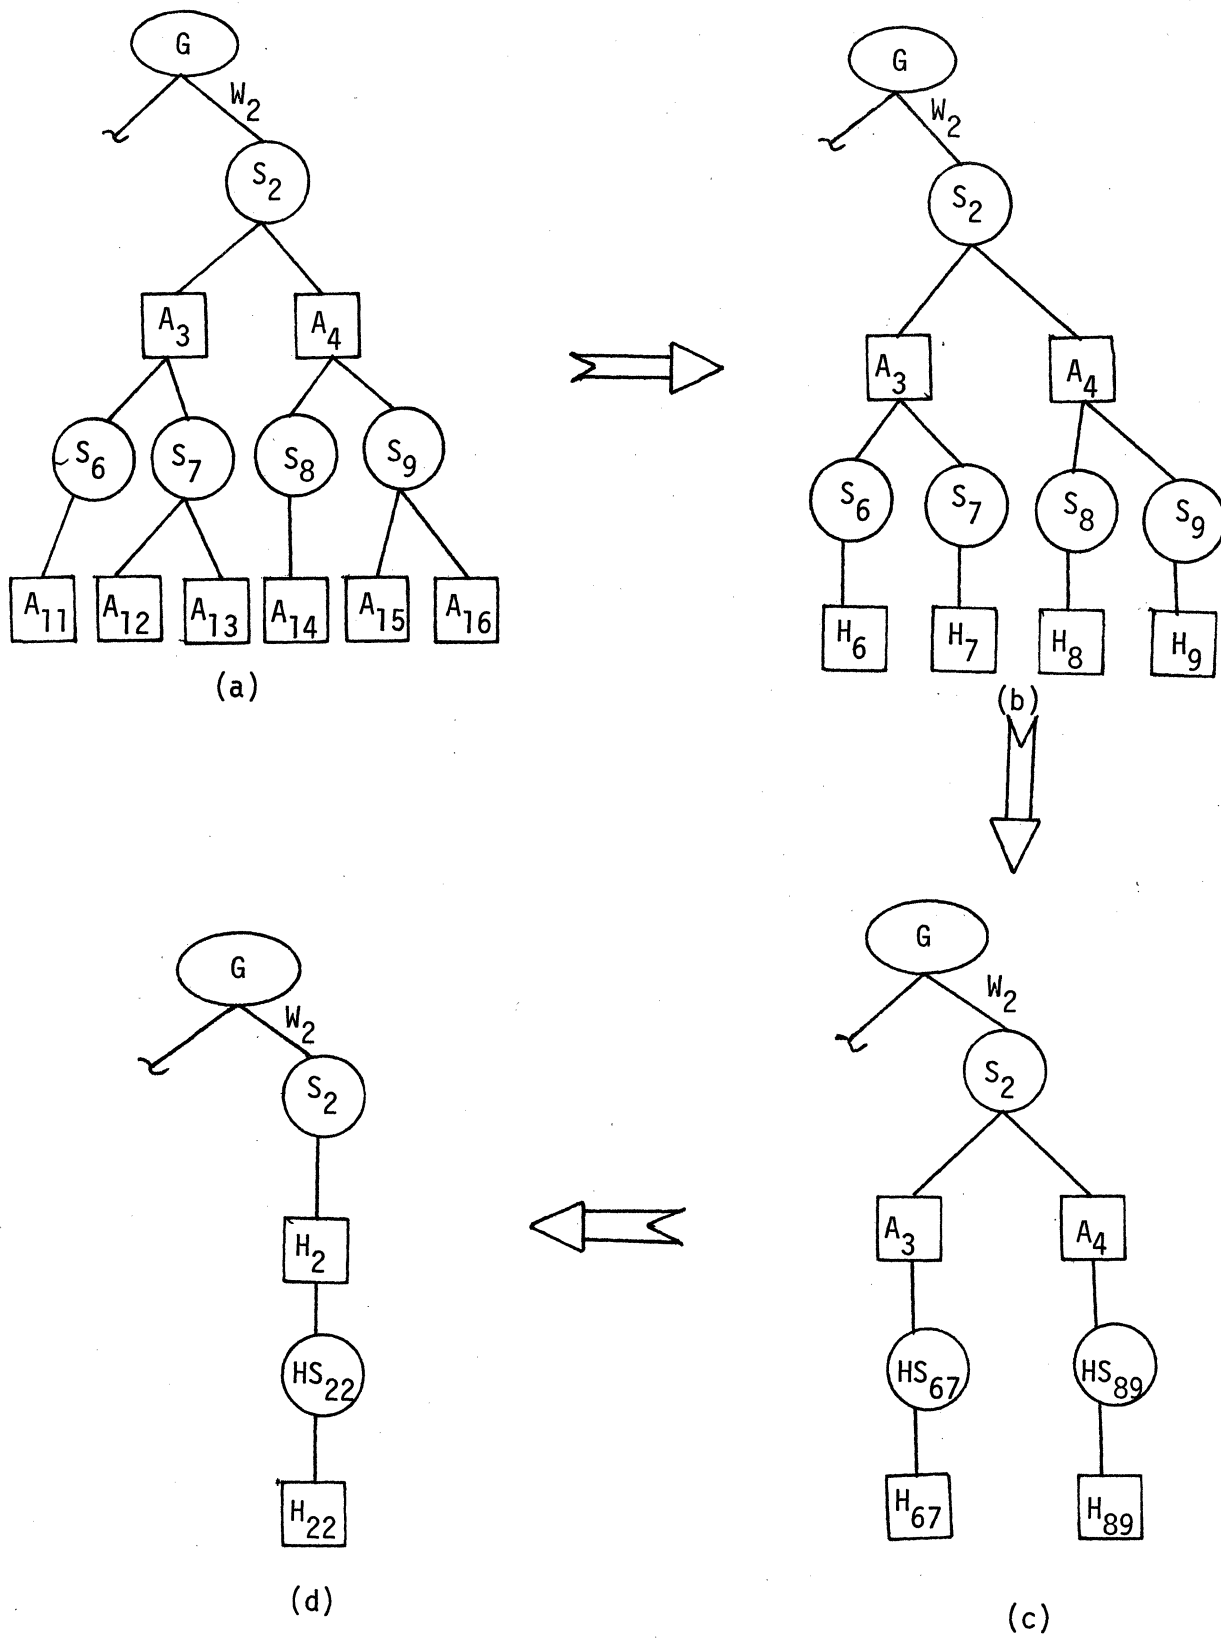 G
W2
S2
A3 A4
S6 S7 S8 S9
A11 A12 A13 A14 A15 A16
(a)
G
W2
S2
A3 A4
S6 S7 S8 S9
H6 H7 H8 H9
(b)
G
W2
S2
A3 A4
HS67 HS89
H67 H89
(c)
G
W2
S2
H2
HS22
H22
(d)